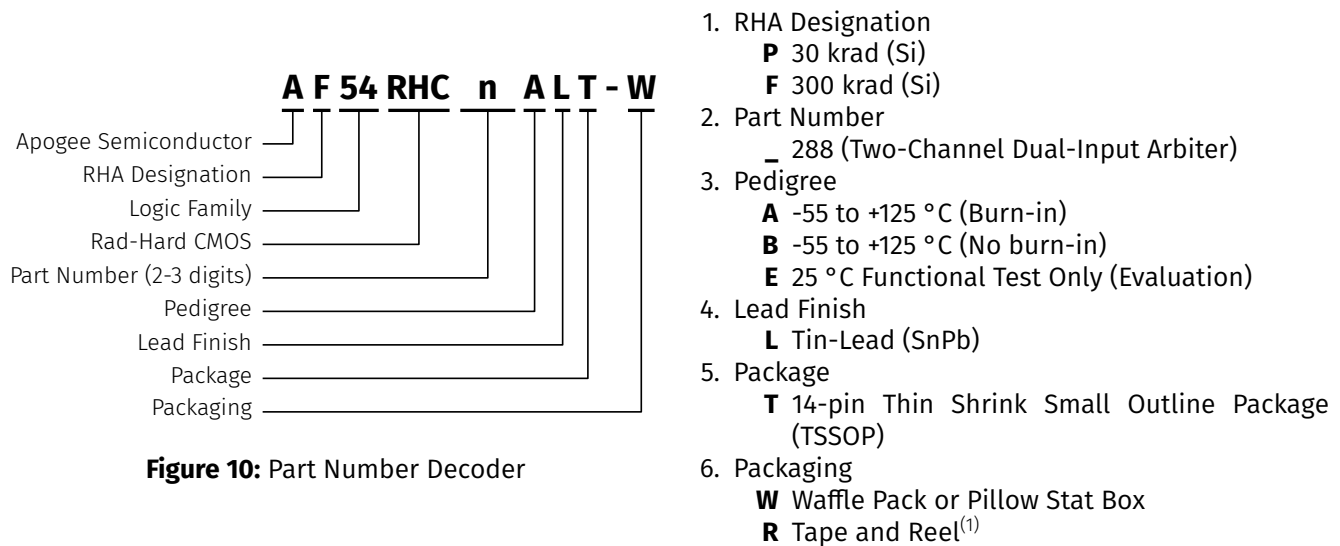 A F 54 RHC n A L T - W
Apogee Semiconductor
RHA Designation
Logic Family
Rad-Hard CMOS
Part Number (2-3 digits)
Pedigree
Lead Finish
Package
Packaging
Figure 10: Part Number Decoder
1. RHA Designation
P 30 krad (Si)
F 300 krad (Si)
2. Part Number
_ 288 (Two-Channel Dual-Input Arbiter)
3. Pedigree
A -55 to +125 °C (Burn-in)
B -55 to +125 °C (No burn-in)
E 25 °C Functional Test Only (Evaluation)
4. Lead Finish
L Tin-Lead (SnPb)
5. Package
T 14-pin Thin Shrink Small Outline Package
(TSSOP)
6. Packaging
W Waffle Pack or Pillow Stat Box
R Tape and Reel(1)